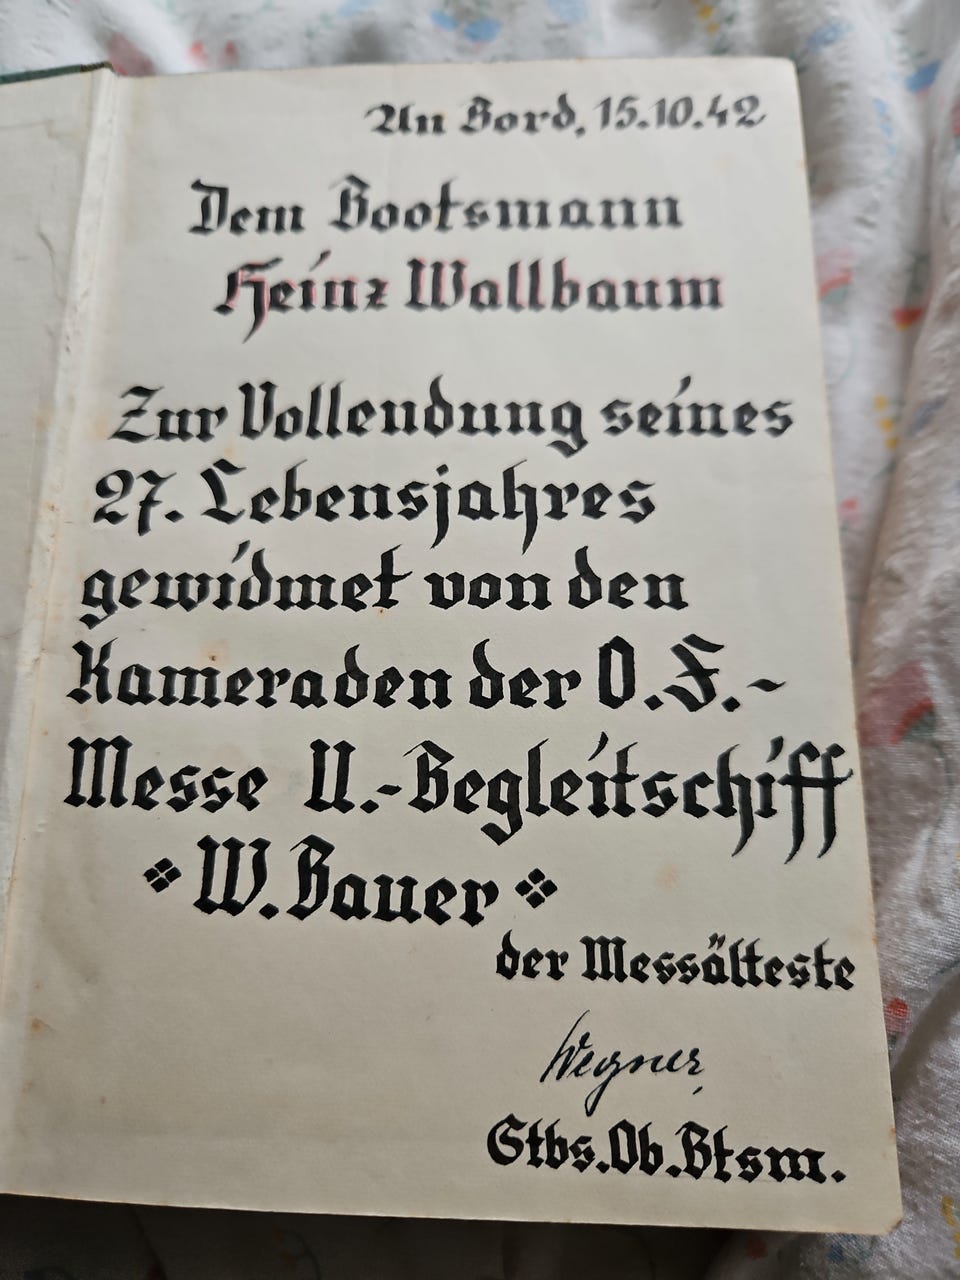 An Bord, 15.10.42
Dem Bootsmann
Heinz Wallbaum
Zur Vollendung seines
27. Lebensjahres
gewidmet von den
Kameraden der O.F.-
Messe U.-Begleitschiff
W. Bauer
der Messälteste
Wegner
Stbs.Ob.Btsm.